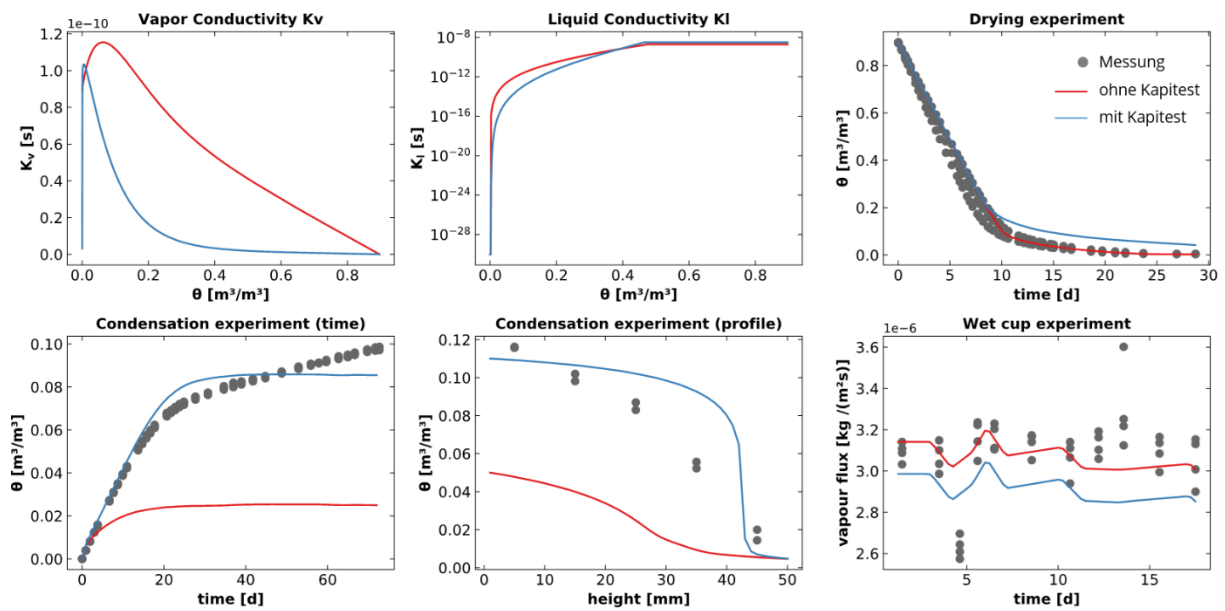 Vapor Conductivity Kv
1e−10
1.2
1.0
0.8
0.6
0.4
0.2
0.0
Kᵥ [s]
0.0 0.2 0.4 0.6 0.8
θ [m³/m³]
Liquid Conductivity Kl
10⁻⁸
10⁻¹²
10⁻¹⁶
10⁻²⁰
10⁻²⁴
10⁻²⁸
Kₗ [s]
0.0 0.2 0.4 0.6 0.8
θ [m³/m³]
Drying experiment
0.8
0.6
0.4
0.2
0.0
θ [m³/m³]
Messung
ohne Kapitest
mit Kapitest
0 5 10 15 20 25 30
time [d]
Condensation experiment (time)
0.10
0.08
0.06
0.04
0.02
0.00
θ [m³/m³]
0 20 40 60
time [d]
Condensation experiment (profile)
0.12
0.10
0.08
0.06
0.04
0.02
0.00
θ [m³/m³]
0 10 20 30 40 50
height [mm]
Wet cup experiment
1e−6
3.6
3.4
3.2
3.0
2.8
2.6
vapour flux [kg /(m²s)]
5 10 15
time [d]